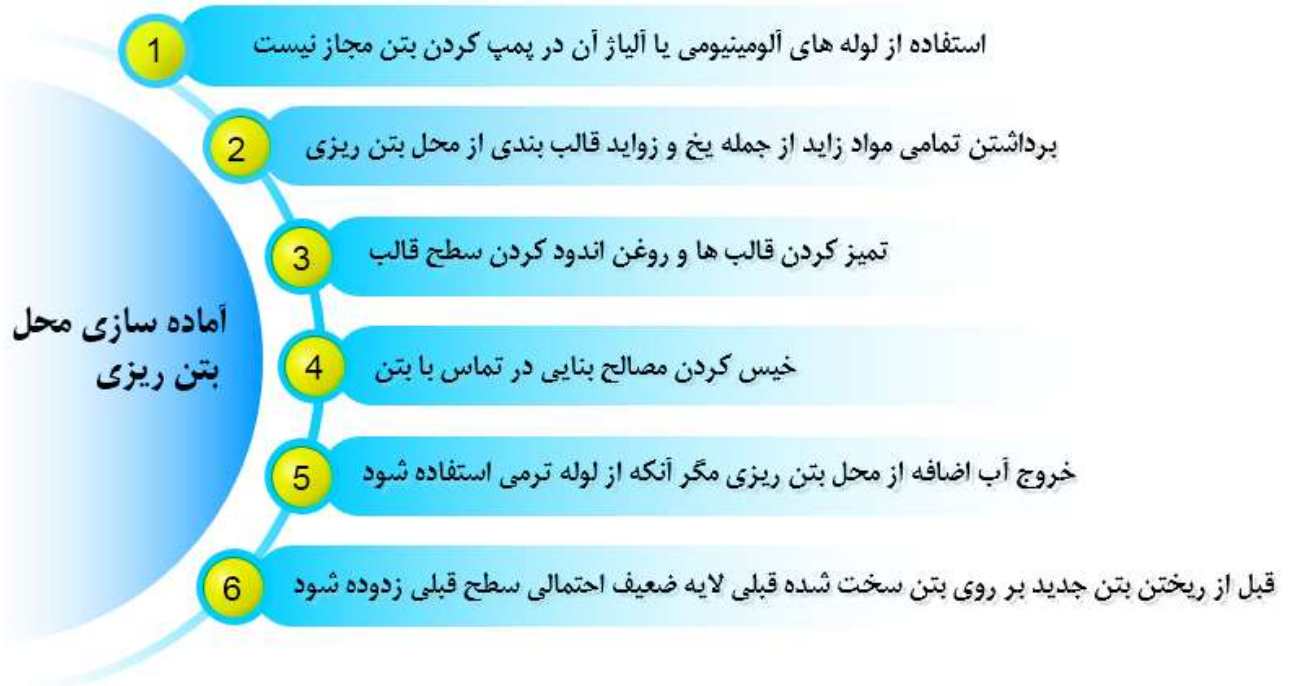 آماده سازی محل
بتن ریزی
1 استفاده از لوله های آلومینیومی یا آلیاژ آن در پمپ کردن بتن مجاز نیست
2 برداشتن تمامی مواد زاید از جمله یخ و زواید قالب بندی از محل بتن ریزی
3 تمیز کردن قالب ها و روغن اندود کردن سطح قالب
4 خیس کردن مصالح بنایی در تماس با بتن
5 خروج آب اضافه از محل بتن ریزی مگر آنکه از لوله ترمی استفاده شود
6 قبل از ریختن بتن جدید بر روی بتن سخت شده قبلی لایه ضعیف احتمالی سطح قبلی زدوده شود